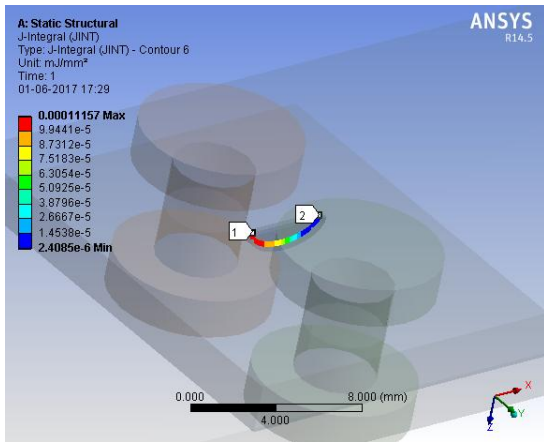 A: Static Structural
J-Integral (JINT)
Type: J-Integral (JINT) - Contour 6
Unit: mJ/mm²
Time: 1
01-06-2017 17:29
0.00011157 Max
9.9441e-5
8.7312e-5
7.5183e-5
6.3054e-5
5.0925e-5
3.8796e-5
2.6667e-5
1.4538e-5
2.4085e-6 Min
ANSYS
R14.5
1
2
0.000
8.000 (mm)
4.000
X
Y
Z